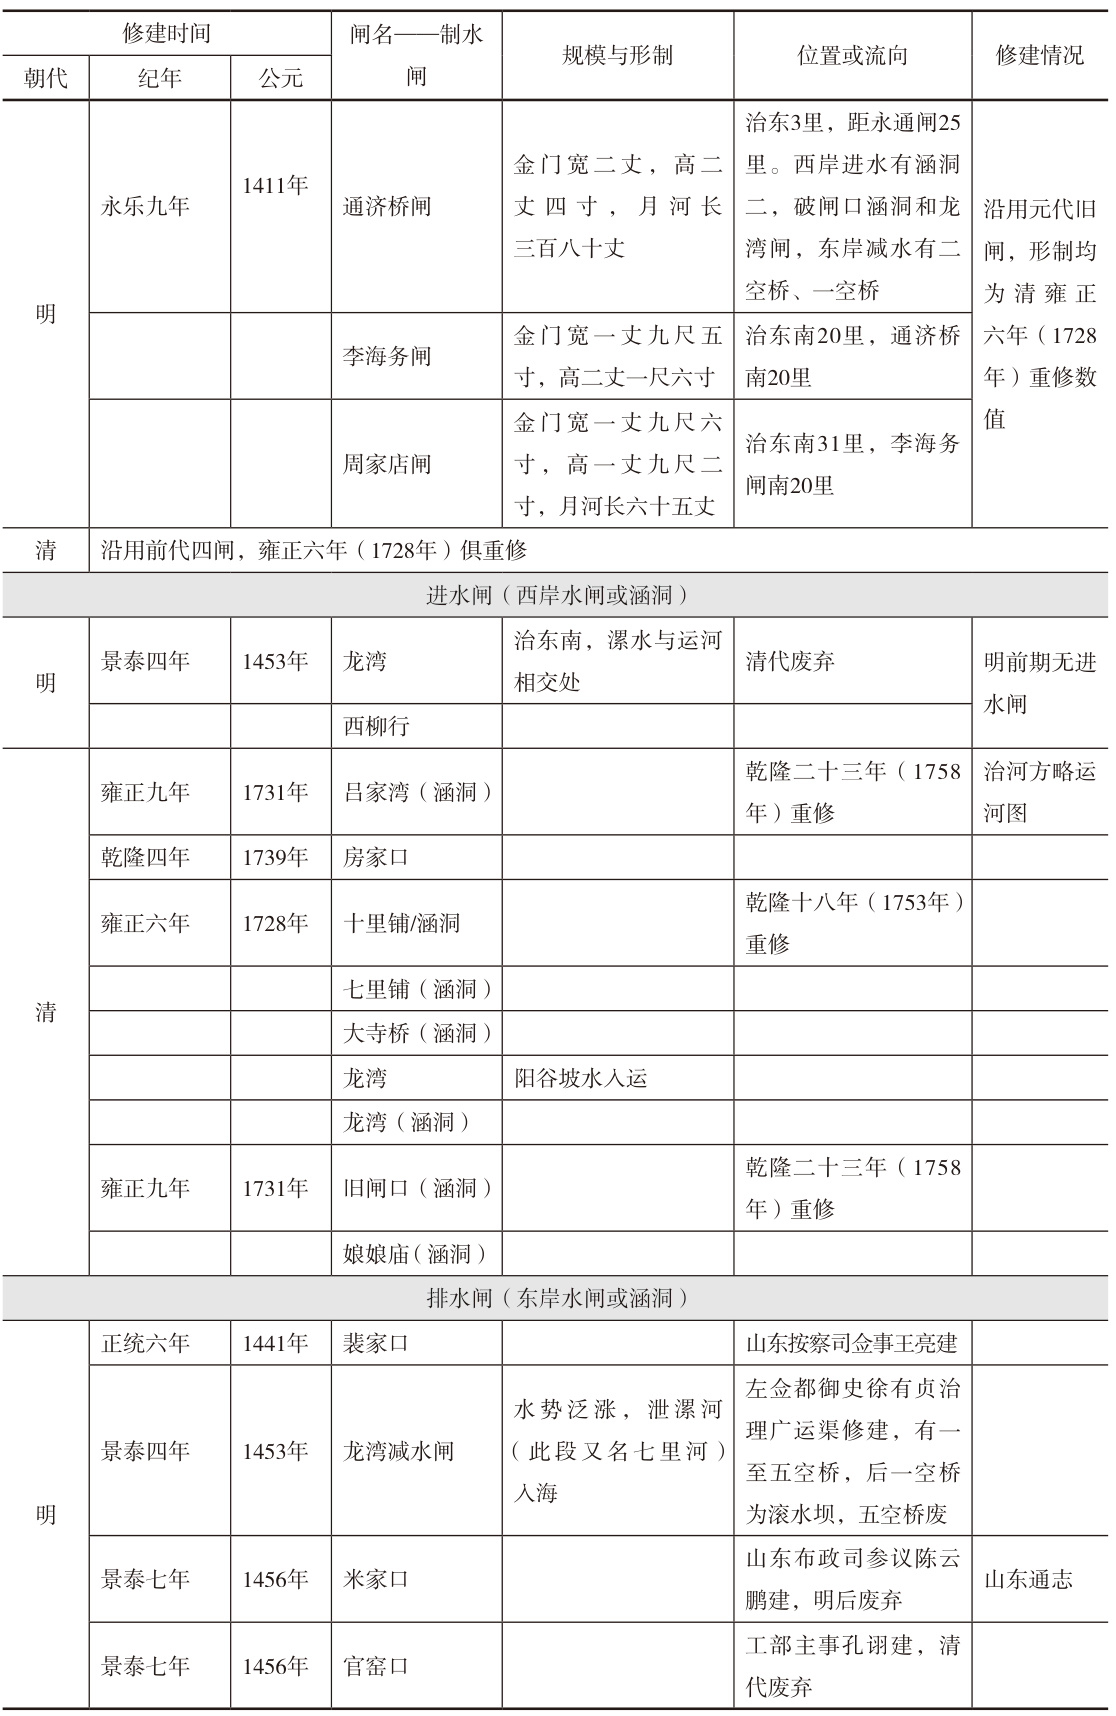 修建时间
闸名——制水闸
规模与形制
位置或流向
修建情况
朝代
纪年
公元
明
永乐九年
1411年
通济桥闸
金门宽二丈，高二
丈四寸，月河长
三百八十丈
治东3里，距永通闸25
里。西岸进水有涵洞
二，破闸口涵洞和龙
湾闸，东岸减水有二
空桥、一空桥
沿用元代旧
闸，形制均
为清雍正
六年（1728
年）重修数
值
李海务闸
金门宽一丈九尺五
寸，高二丈一尺六寸
治东南20里，通济桥
南20里
周家店闸
金门宽一丈九尺六
寸，高一丈九尺二
寸，月河长六十五丈
治东南31里，李海务
闸南20里
清
沿用前代四闸，雍正六年（1728年）俱重修
进水闸（西岸水闸或涵洞）
明
景泰四年
1453年
龙湾
治东南，漯水与运河
相交处
清代废弃
明前期无进
水闸
西柳行
清
雍正九年
1731年
吕家湾（涵洞）
乾隆二十三年（1758
年）重修
治河方略运
河图
乾隆四年
1739年
房家口
雍正六年
1728年
十里铺/涵洞
乾隆十八年（1753年）
重修
七里铺（涵洞）
大寺桥（涵洞）
龙湾
阳谷坡水入运
龙湾（涵洞）
雍正九年
1731年
旧闸口（涵洞）
乾隆二十三年（1758
年）重修
娘娘庙（涵洞）
排水闸（东岸水闸或涵洞）
明
正统六年
1441年
裴家口
山东按察司佥事王亮建
景泰四年
1453年
龙湾减水闸
水势泛涨，泄漯河
（此段又名七里河）
入海
左佥都御史徐有贞治
理广运渠修建，有一
至五空桥，后一空桥
为滚水坝，五空桥废
景泰七年
1456年
米家口
山东布政司参议陈云
鹏建，明后废弃
山东通志
景泰七年
1456年
官窑口
工部主事孔诩建，清
代废弃